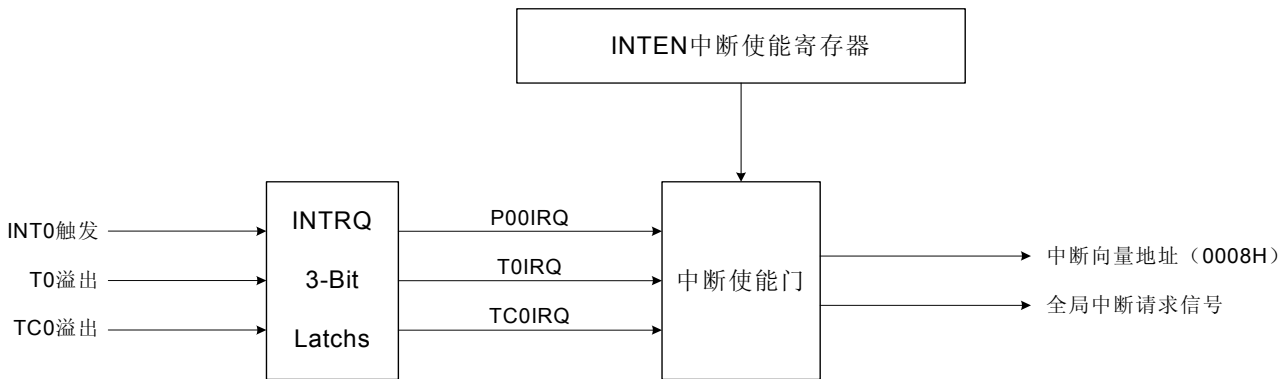 INTEN中断使能寄存器
INT0触发
T0溢出
TC0溢出
INTRQ
3-Bit
Latchs
P00IRQ
T0IRQ
TC0IRQ
中断使能门
中断向量地址（0008H）
全局中断请求信号